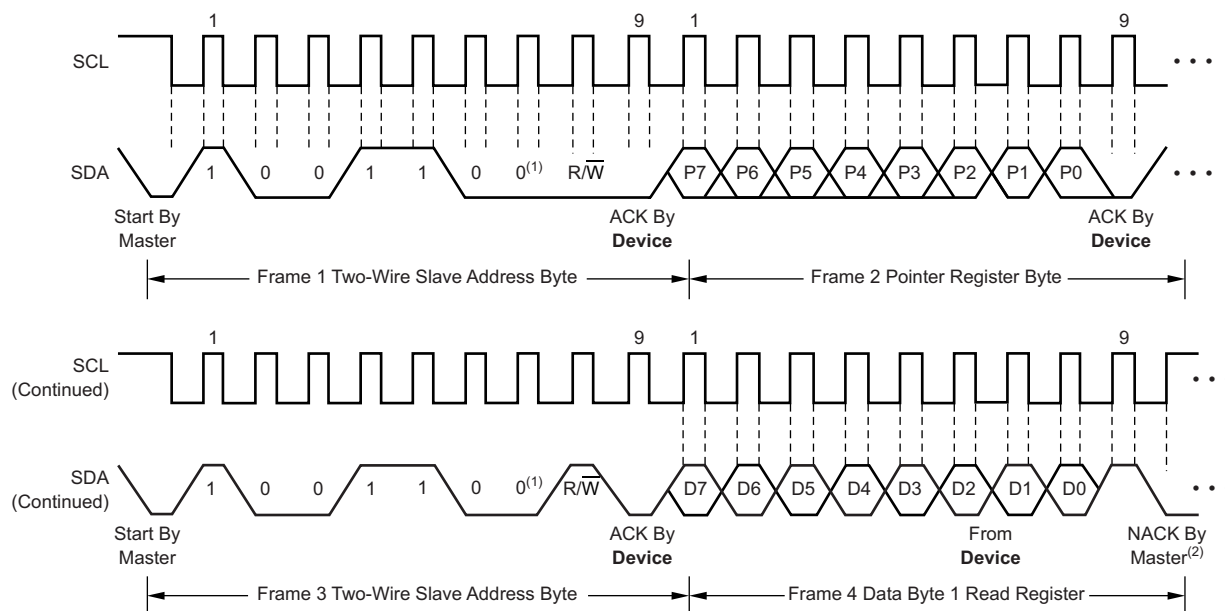 1 9 1 9
SCL
SDA 1 0 0 1 1 0 0(1) R/W̅ P7 P6 P5 P4 P3 P2 P1 P0
Start By Master
ACK By Device
ACK By Device
Frame 1 Two-Wire Slave Address Byte
Frame 2 Pointer Register Byte
1 9 1 9
SCL (Continued)
SDA (Continued) 1 0 0 1 1 0 0(1) R/W̅ D7 D6 D5 D4 D3 D2 D1 D0
Start By Master
ACK By Device
From Device
NACK By Master(2)
Frame 3 Two-Wire Slave Address Byte
Frame 4 Data Byte 1 Read Register